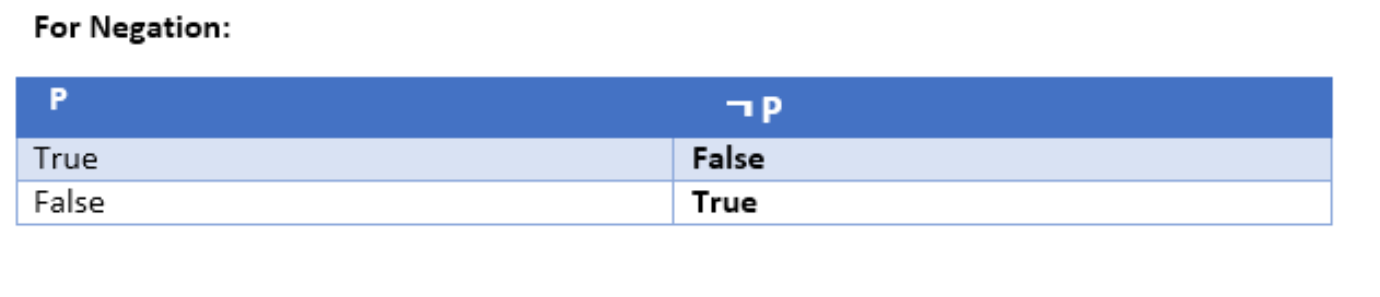 For Negation:
P ¬ P
True False
False True